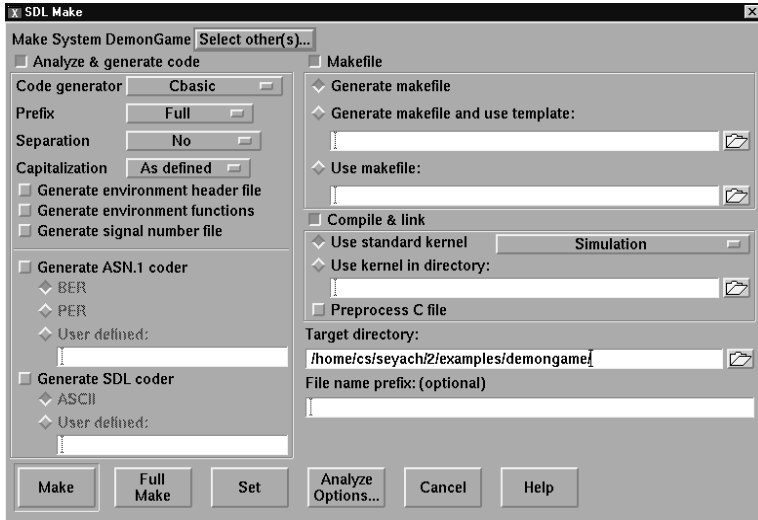 X SDL Make
Make System DemonGame Select other(s)...
Analyze & generate code
Code generator Cbasic
Prefix Full
Separation No
Capitalization As defined
Generate environment header file
Generate environment functions
Generate signal number file
Generate ASN.1 coder
BER
PER
User defined:
Generate SDL coder
ASCII
User defined:
Makefile
Generate makefile
Generate makefile and use template:
Use makefile:
Compile & link
Use standard kernel Simulation
Use kernel in directory:
Preprocess C file
Target directory:
/home/cs/seyach/2/examples/demongame/
File name prefix: (optional)
Make
Full
Make
Set
Analyze
Options...
Cancel
Help